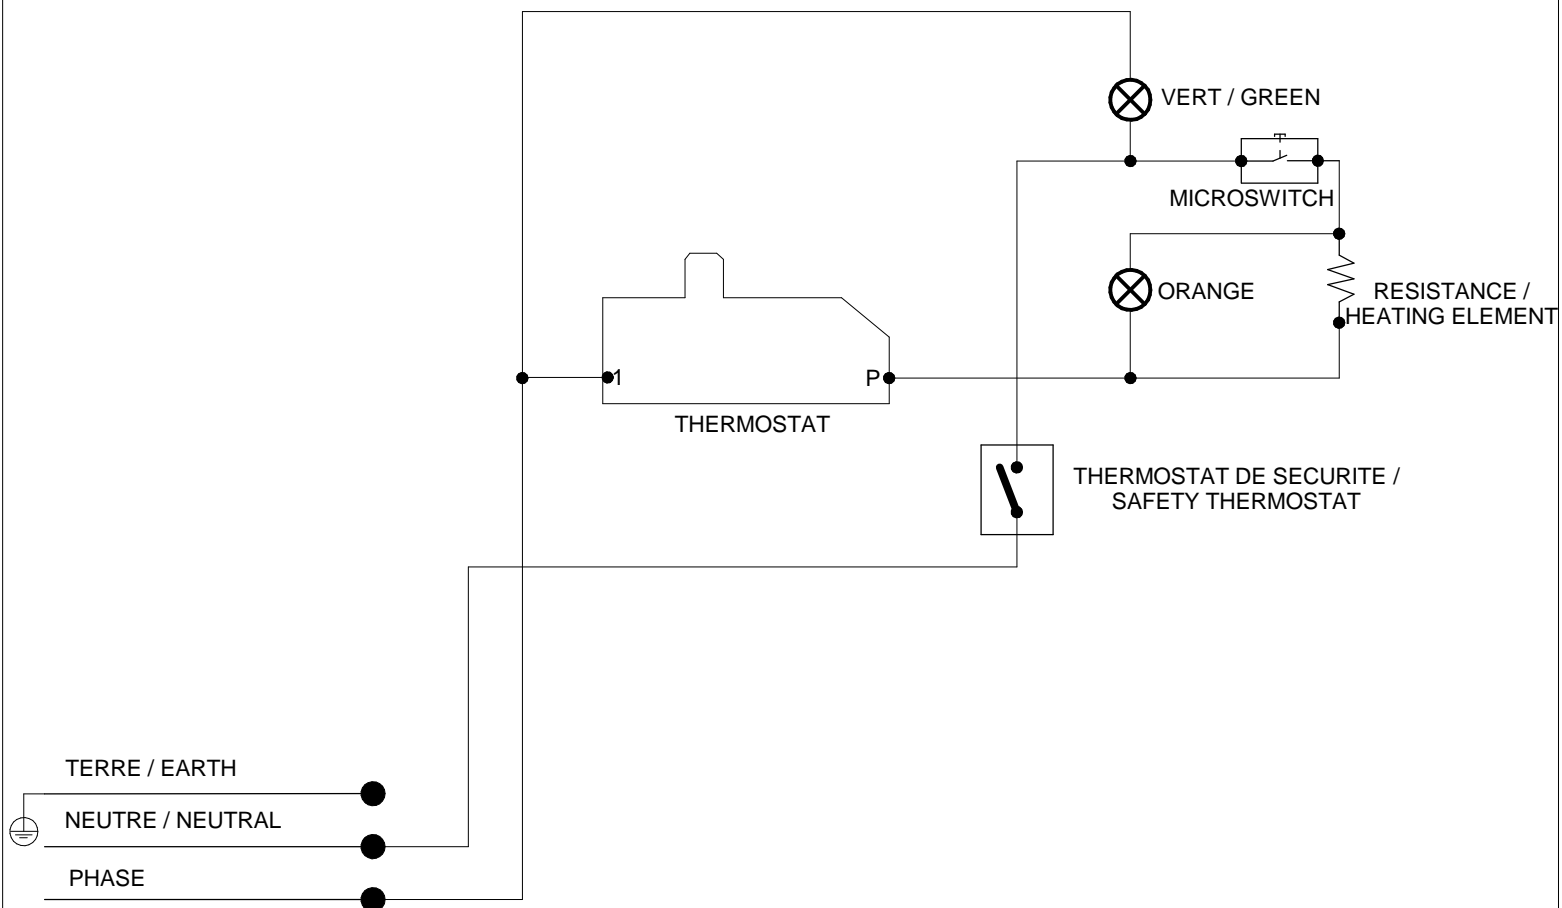 VERT / GREEN
MICROSWITCH
ORANGE
RESISTANCE /
HEATING ELEMENT
1
P
THERMOSTAT
THERMOSTAT DE SECURITE /
SAFETY THERMOSTAT
TERRE / EARTH
NEUTRE / NEUTRAL
PHASE